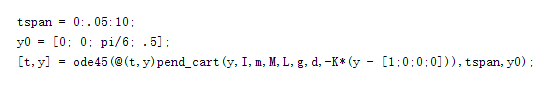 tspan = 0:.05:10;
y0 = [0; 0; pi/6; .5];
[t,y] = ode45(@(t,y)pend_cart(y,I,m,M,L,g,d,-K*(y - [1;0;0;0])),tspan,y0);